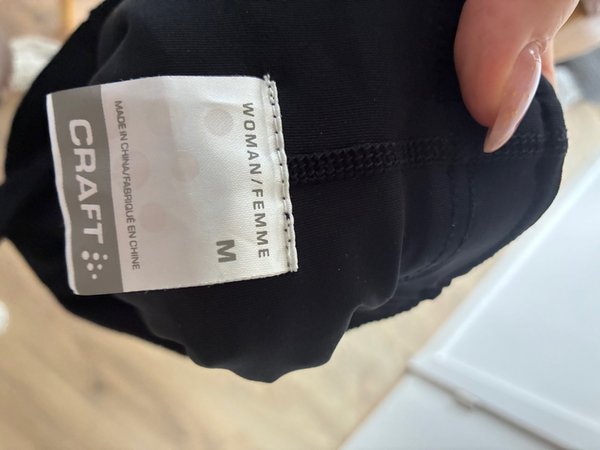 WOMAN/FEMME
M
MADE IN CHINA/FABRIQUÉ EN CHINE
CRAFT